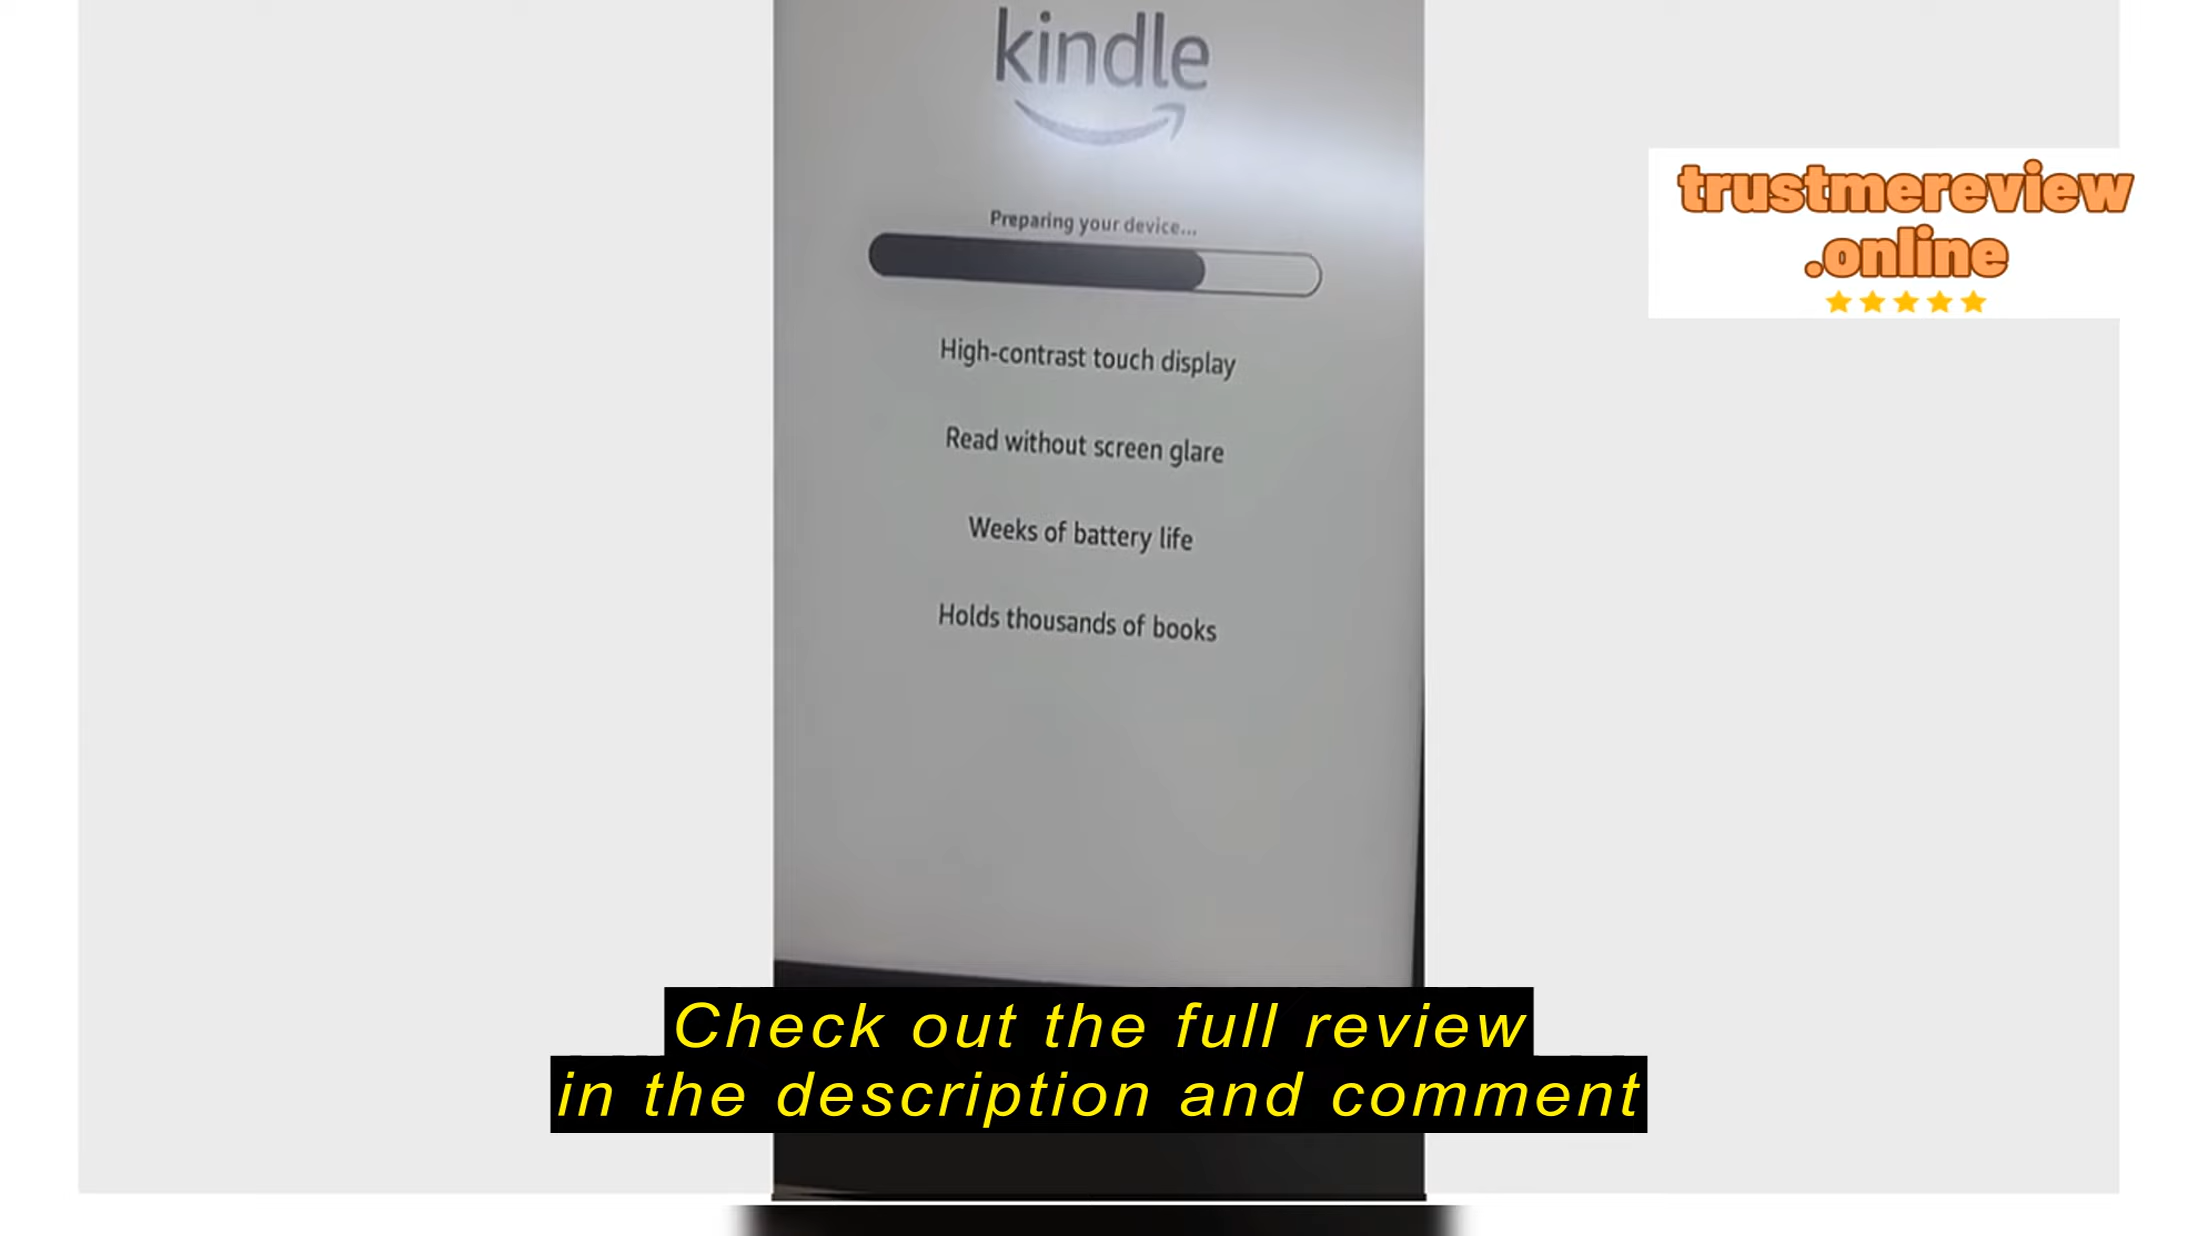 kindle
Preparing your device...
High-contrast touch display
Read without screen glare
Weeks of battery life
Holds thousands of books
trustmereview
.online
Check out the full review
in the description and comment